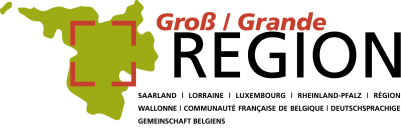 Groß / Grande
REGION
SAARLAND | LORRAINE | LUXEMBOURG | RHEINLAND-PFALZ | RÉGION
WALLONNE | COMMUNAUTÉ FRANÇAISE DE BELGIQUE | DEUTSCHSPRACHIGE
GEMEINSCHAFT BELGIENS